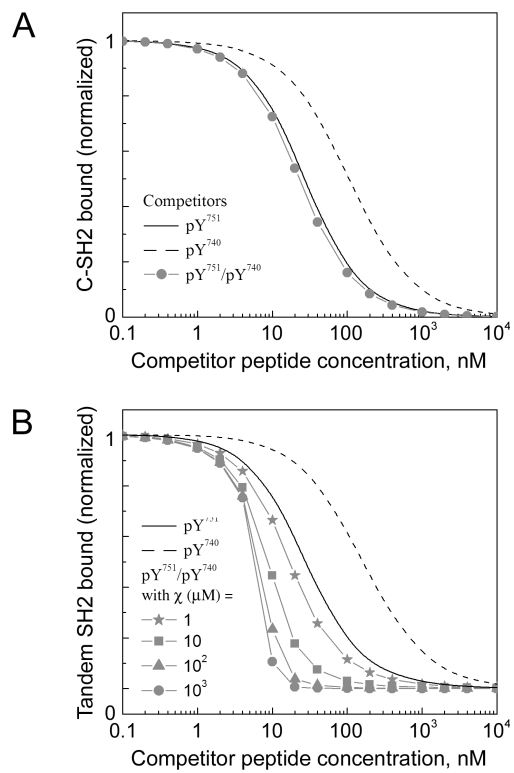 A
C-SH2 bound (normalized)
1
0
Competitors
pY⁷⁵¹
pY⁷⁴⁰
pY⁷⁵¹/pY⁷⁴⁰
0.1 1 10 100 10³ 10⁴
Competitor peptide concentration, nM
B
Tandem SH2 bound (normalized)
1
0
pY⁷⁵¹
pY⁷⁴⁰
pY⁷⁵¹/pY⁷⁴⁰
with χ (μM) =
1
10
10²
10³
0.1 1 10 100 10³ 10⁴
Competitor peptide concentration, nM